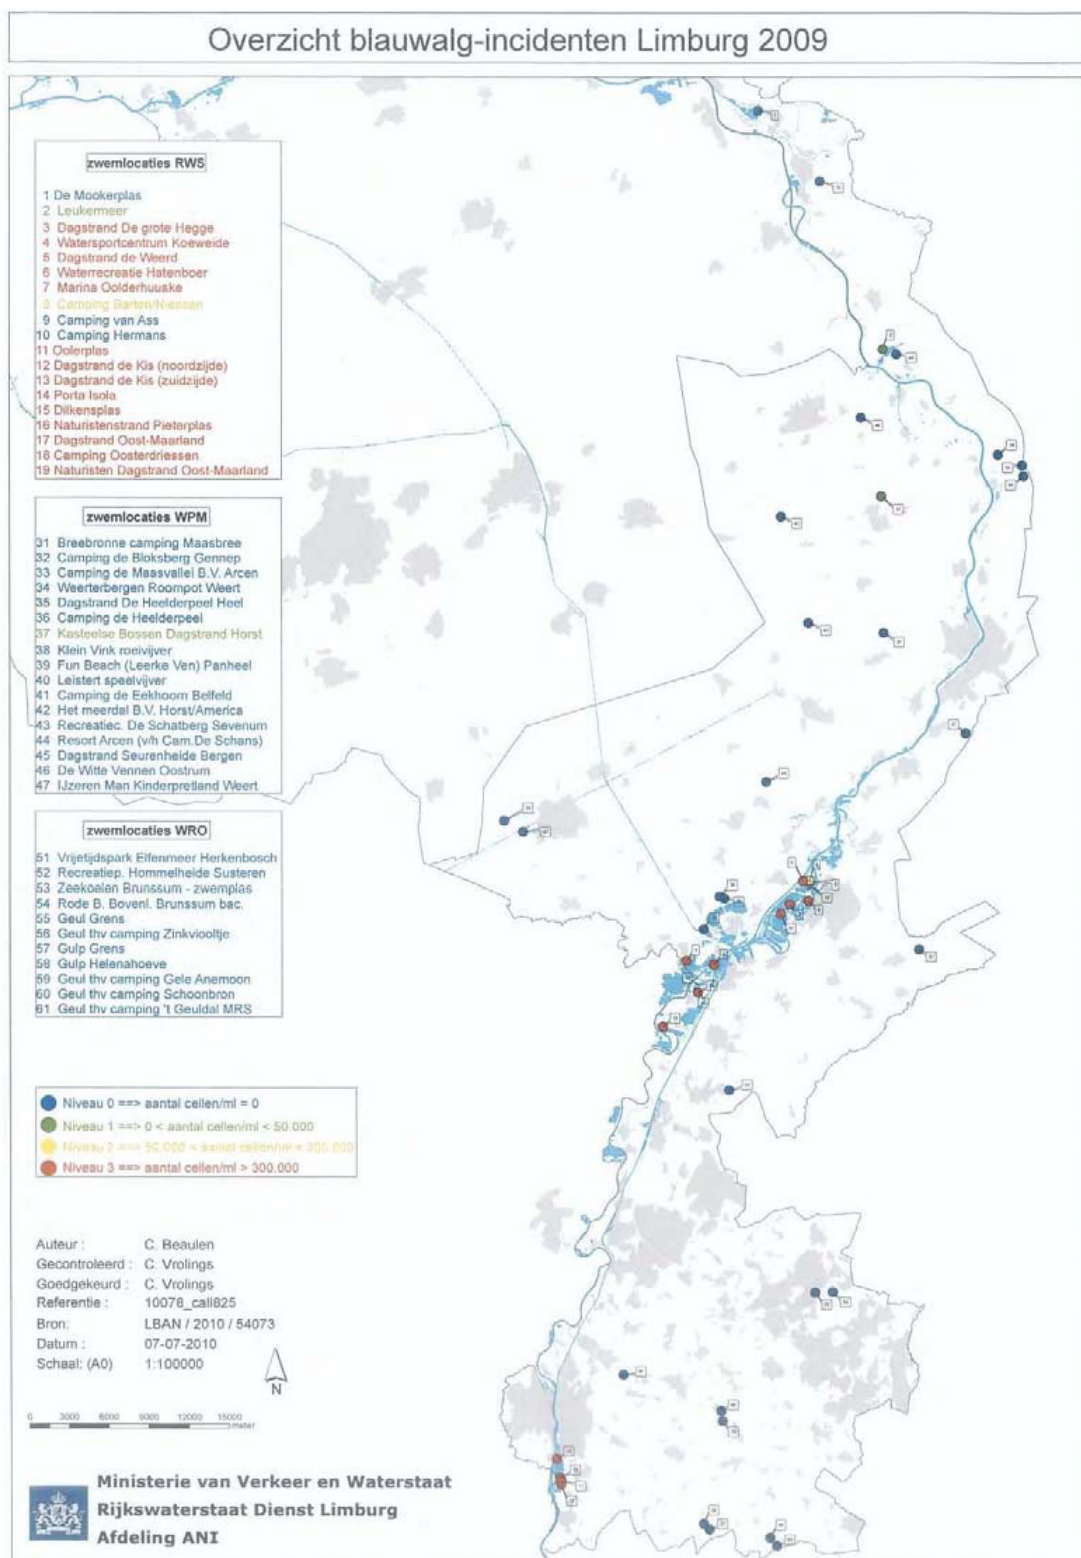 Overzicht blauwalg-incidenten Limburg 2009
zwemlocaties RWS
1 De Mookerplas
2 Leukermeer
3 Dagstrand De grote Hegge
4 Watersportcentrum Koeweide
5 Dagstrand de Weerd
6 Waterrecreatie Hatenboer
7 Marina Oolderhuuske
8 Camping Barten/Niessen
9 Camping van Ass
10 Camping Hermans
11 Oolerplas
12 Dagstrand de Kis (noordzijde)
13 Dagstrand de Kis (zuidzijde)
14 Porta Isola
15 Dilkensplas
16 Naturistenstrand Pieterplas
17 Dagstrand Oost-Maarland
18 Camping Oosterdriessen
19 Naturisten Dagstrand Oost-Maarland
zwemlocaties WPM
31 Breebronne camping Maasbree
32 Camping de Bloksberg Gennep
33 Camping de Maasvallei B.V. Arcen
34 Weerterbergen Roompot Weert
35 Dagstrand De Heelderpeel Heel
36 Camping de Heelderpeel
37 Kasteelse Bossen Dagstrand Horst
38 Klein Vink roeivijver
39 Fun Beach (Leerke Ven) Panheel
40 Leistert speelvijver
41 Camping de Eekhoorn Belfeld
42 Het meerdal B.V. Horst/America
43 Recreatiec. De Schatberg Sevenum
44 Resort Arcen (v/h Cam.De Schans)
45 Dagstrand Seurenheide Bergen
46 De Witte Vennen Oostrum
47 IJzeren Man Kinderpretland Weert
zwemlocaties WRO
51 Vrijetijdspark Elfenmeer Herkenbosch
52 Recreatiep. Hommelheide Susteren
53 Zeekoelen Brunssum - zwemplas
54 Rode B. Bovenl. Brunssum bac.
55 Geul Grens
56 Geul thv camping Zinkviooltje
57 Gulp Grens
58 Gulp Helenahoeve
59 Geul thv camping Gele Anemoon
60 Geul thv camping Schoonbron
61 Geul thv camping 't Geuldal MRS
Niveau 0 ==> aantal cellen/ml = 0
Niveau 1 ==> 0 < aantal cellen/ml < 50.000
Niveau 2 ==> 50.000 < aantal cellen/ml < 300.000
Niveau 3 ==> aantal cellen/ml > 300.000
Auteur : C. Beaulen
Gecontroleerd : C. Vrolings
Goedgekeurd : C. Vrolings
Referentie : 10078_call825
Bron: LBAN / 2010 / 54073
Datum : 07-07-2010
Schaal: (A0) 1:100000
N
0 3000 6000 9000 12000 15000
meter
Ministerie van Verkeer en Waterstaat
Rijkswaterstaat Dienst Limburg
Afdeling ANI